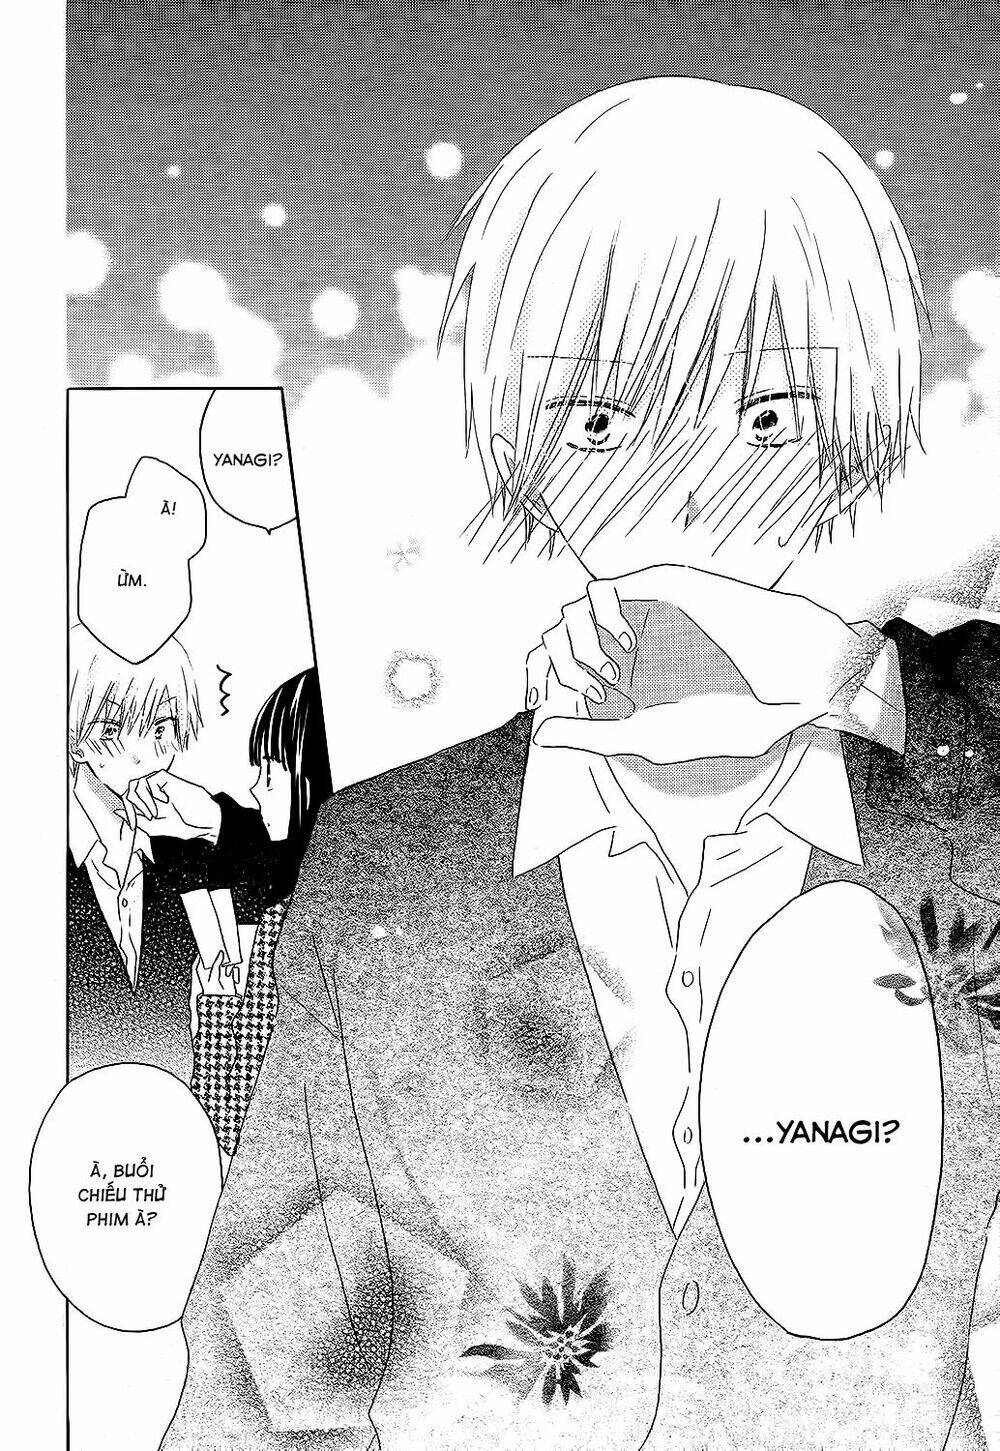 ...YANAGI?
YANAGI?
À!
ỪM.
À, BUỔI
CHIẾU THỬ
PHIM À?